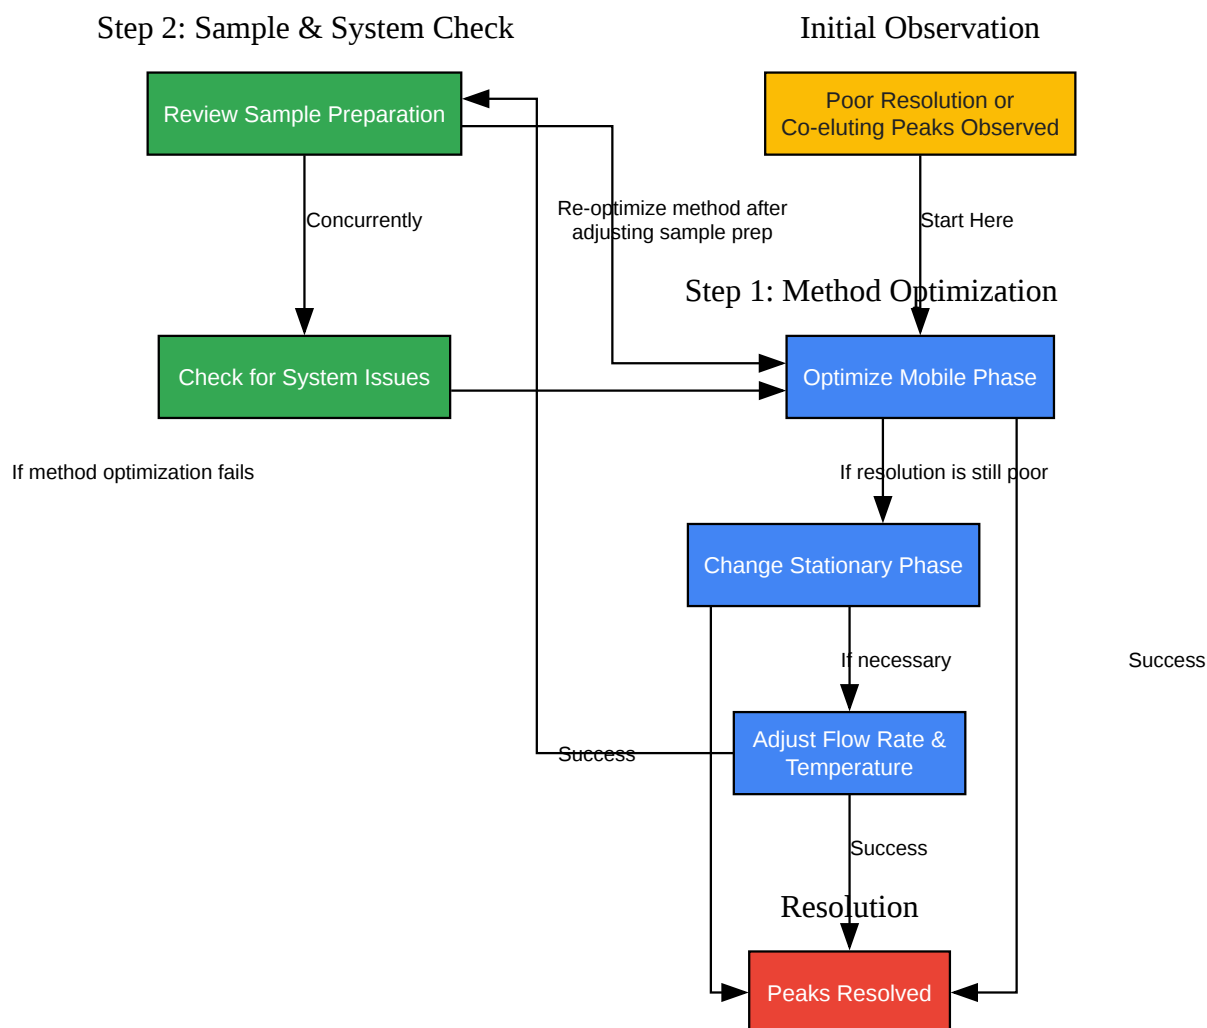 Step 2: Sample & System Check
Initial Observation
Review Sample Preparation
Poor Resolution or
Co-eluting Peaks Observed
Concurrently
Re-optimize method after
adjusting sample prep
Start Here
Step 1: Method Optimization
Check for System Issues
Optimize Mobile Phase
If method optimization fails
If resolution is still poor
Change Stationary Phase
If necessary
Success
Adjust Flow Rate &
Temperature
Success
Success
Resolution
Peaks Resolved